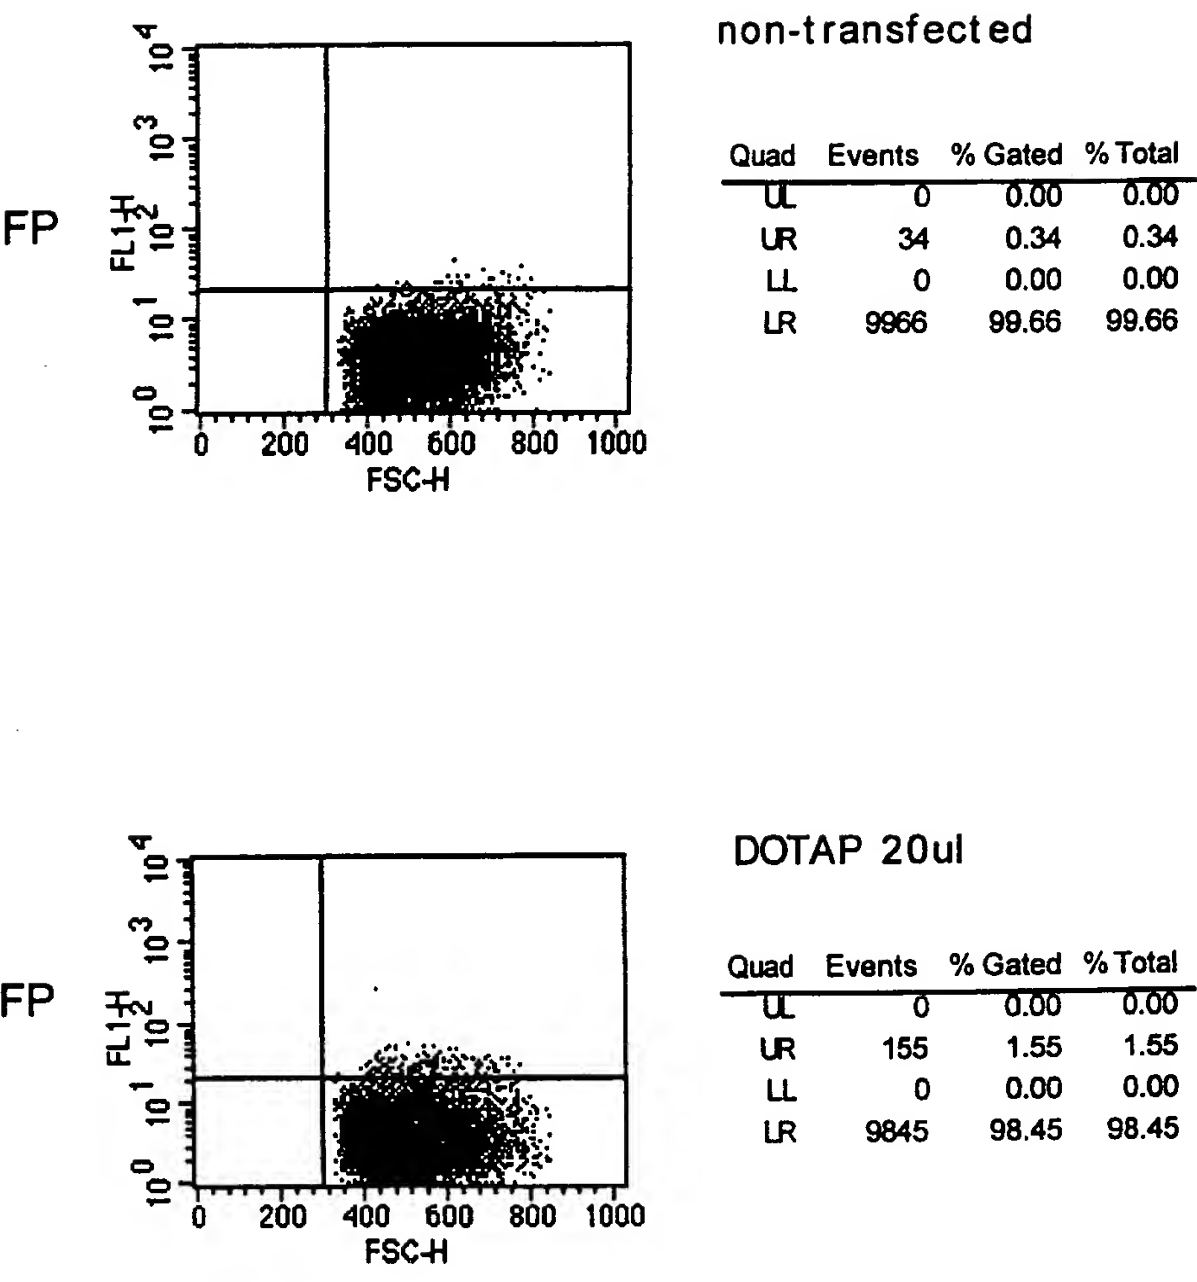 non-transfected
10^4
10^3
10^2
10^1
10^0
FP
FL1-H
0 200 400 600 800 1000
FSC-H
Quad Events % Gated % Total
UL 0 0.00 0.00
UR 34 0.34 0.34
LL 0 0.00 0.00
LR 9966 99.66 99.66
DOTAP 20ul
10^4
10^3
10^2
10^1
10^0
FP
FL1-H
0 200 400 600 800 1000
FSC-H
Quad Events % Gated % Total
UL 0 0.00 0.00
UR 155 1.55 1.55
LL 0 0.00 0.00
LR 9845 98.45 98.45